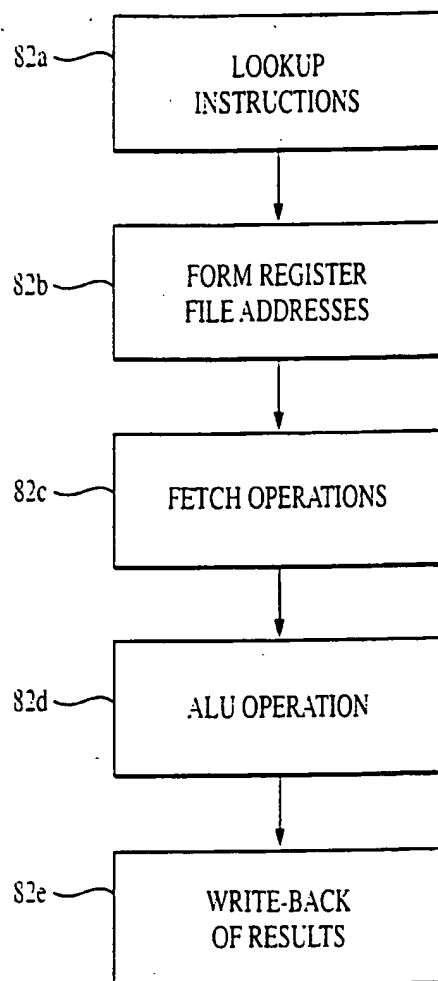 82a
LOOKUP
INSTRUCTIONS
82b
FORM REGISTER
FILE ADDRESSES
82c
FETCH OPERATIONS
82d
ALU OPERATION
82e
WRITE-BACK
OF RESULTS